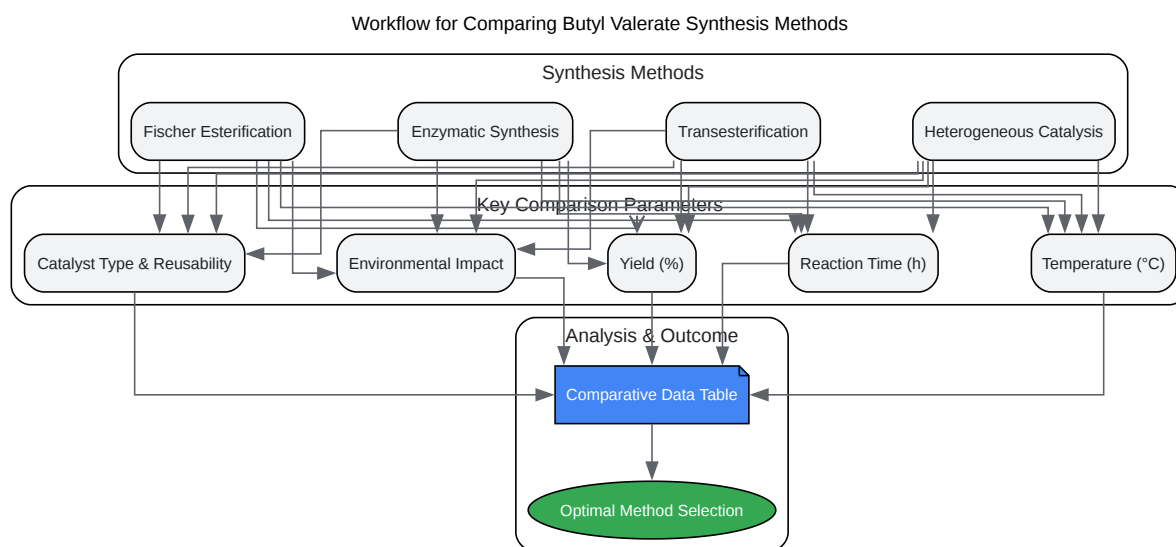 Workflow for Comparing Butyl Valerate Synthesis Methods
Synthesis Methods
Fischer Esterification
Enzymatic Synthesis
Transesterification
Heterogeneous Catalysis
Key Comparison Parameters
Catalyst Type & Reusability
Environmental Impact
Yield (%)
Reaction Time (h)
Temperature (°C)
Analysis & Outcome
Comparative Data Table
Optimal Method Selection